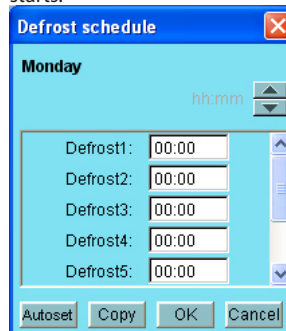 starts.
Defrost schedule
Monday
hh:mm
Defrost1: 00:00
Defrost2: 00:00
Defrost3: 00:00
Defrost4: 00:00
Defrost5: 00:00
Autoset Copy OK Cancel